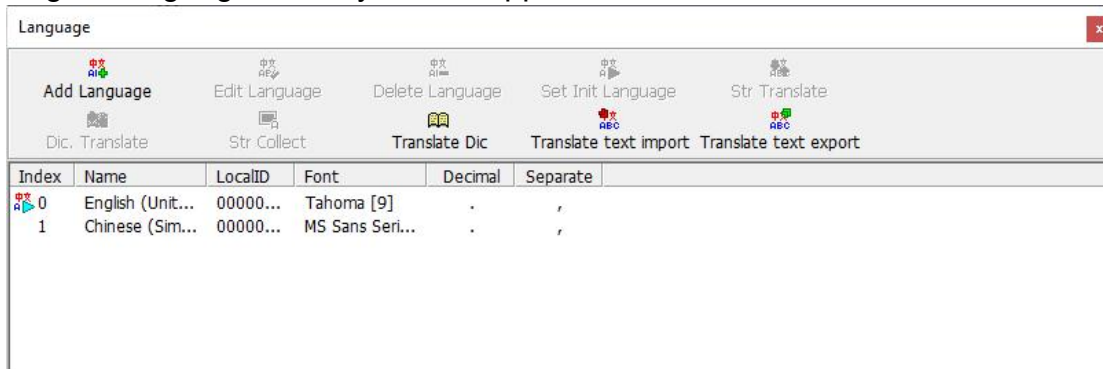 Language x
Add Language Edit Language Delete Language Set Init Language Str Translate
Dic. Translate Str Collect Translate Dic Translate text import Translate text export
Index Name LocalID Font Decimal Separate
0 English (Unit... 00000... Tahoma [9] . ,
1 Chinese (Sim... 00000... MS Sans Seri... . ,